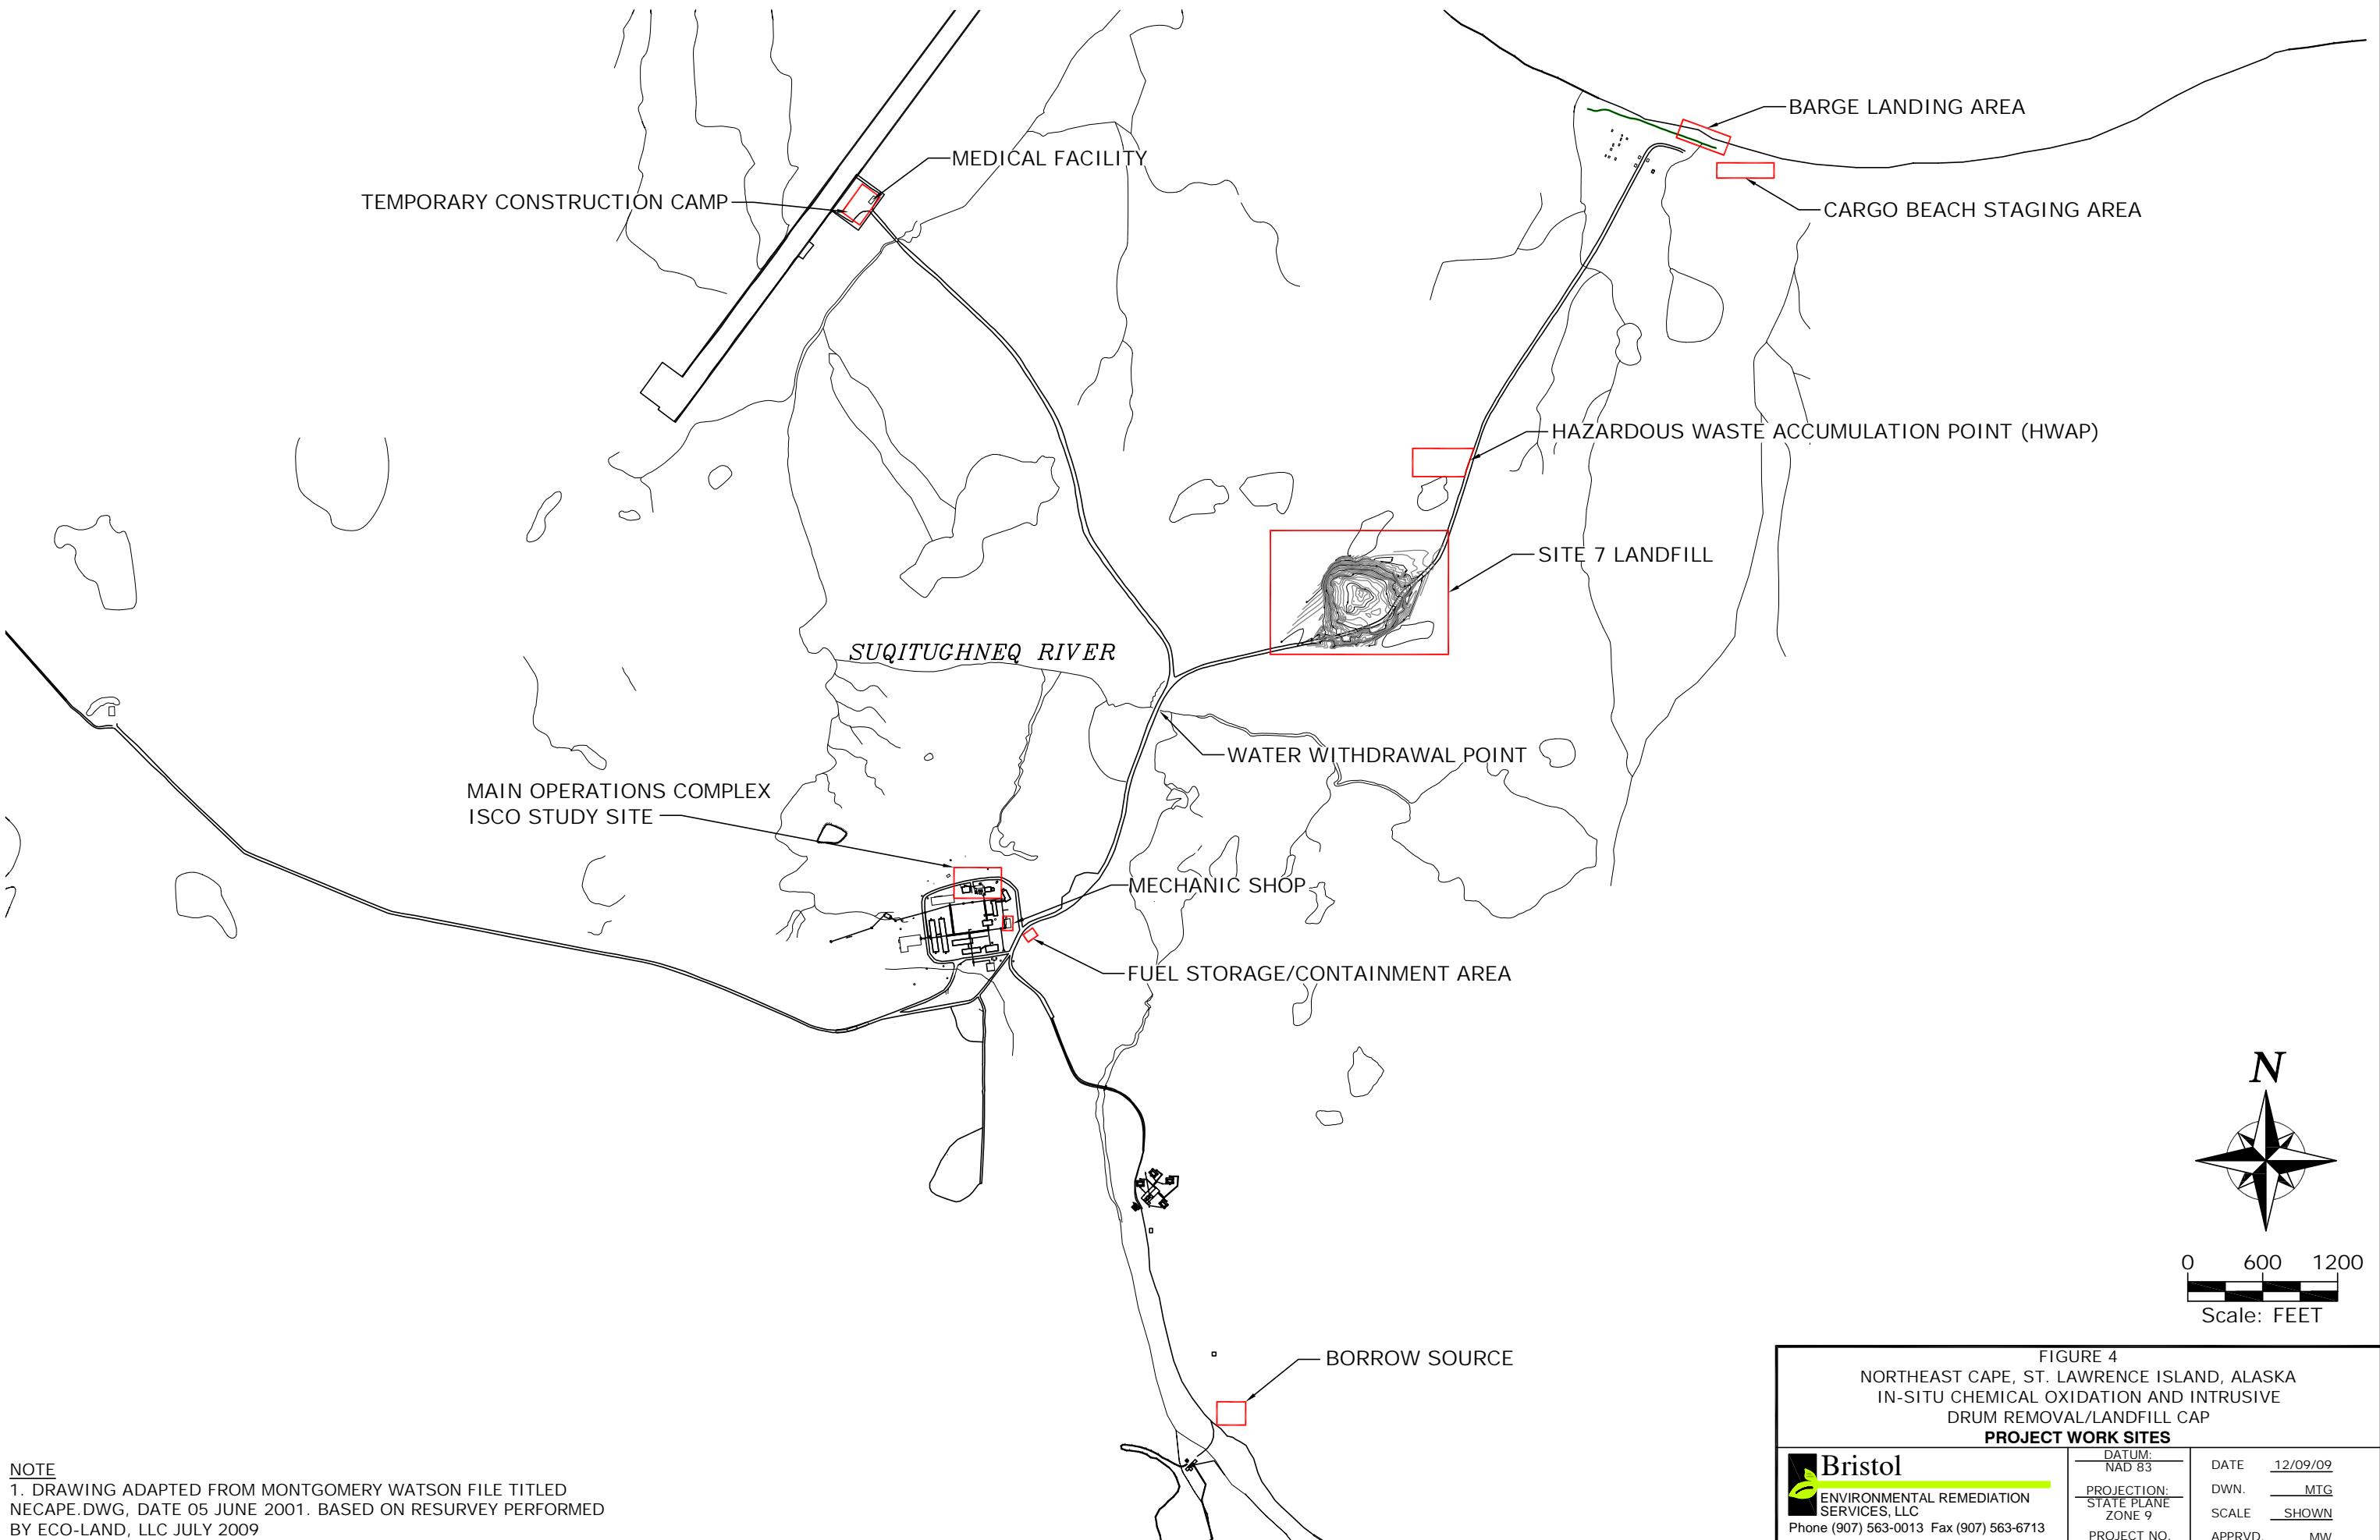 BARGE LANDING AREA
MEDICAL FACILITY
TEMPORARY CONSTRUCTION CAMP
CARGO BEACH STAGING AREA
HAZARDOUS WASTE ACCUMULATION POINT (HWAP)
SITE 7 LANDFILL
SUQITUGHNEQ RIVER
WATER WITHDRAWAL POINT
MAIN OPERATIONS COMPLEX
ISCO STUDY SITE
MECHANIC SHOP
FUEL STORAGE/CONTAINMENT AREA
N
0 600 1200
Scale: FEET
BORROW SOURCE
NOTE
1. DRAWING ADAPTED FROM MONTGOMERY WATSON FILE TITLED
NECAPE.DWG, DATE 05 JUNE 2001. BASED ON RESURVEY PERFORMED
BY ECO-LAND, LLC JULY 2009
FIGURE 4
NORTHEAST CAPE, ST. LAWRENCE ISLAND, ALASKA
IN-SITU CHEMICAL OXIDATION AND INTRUSIVE
DRUM REMOVAL/LANDFILL CAP
PROJECT WORK SITES
Bristol
ENVIRONMENTAL REMEDIATION
SERVICES, LLC
Phone (907) 563-0013 Fax (907) 563-6713
DATUM:
NAD 83
PROJECTION:
STATE PLANE
ZONE 9
PROJECT NO.
DATE 12/09/09
DWN. MTG
SCALE SHOWN
APPRVD. MW